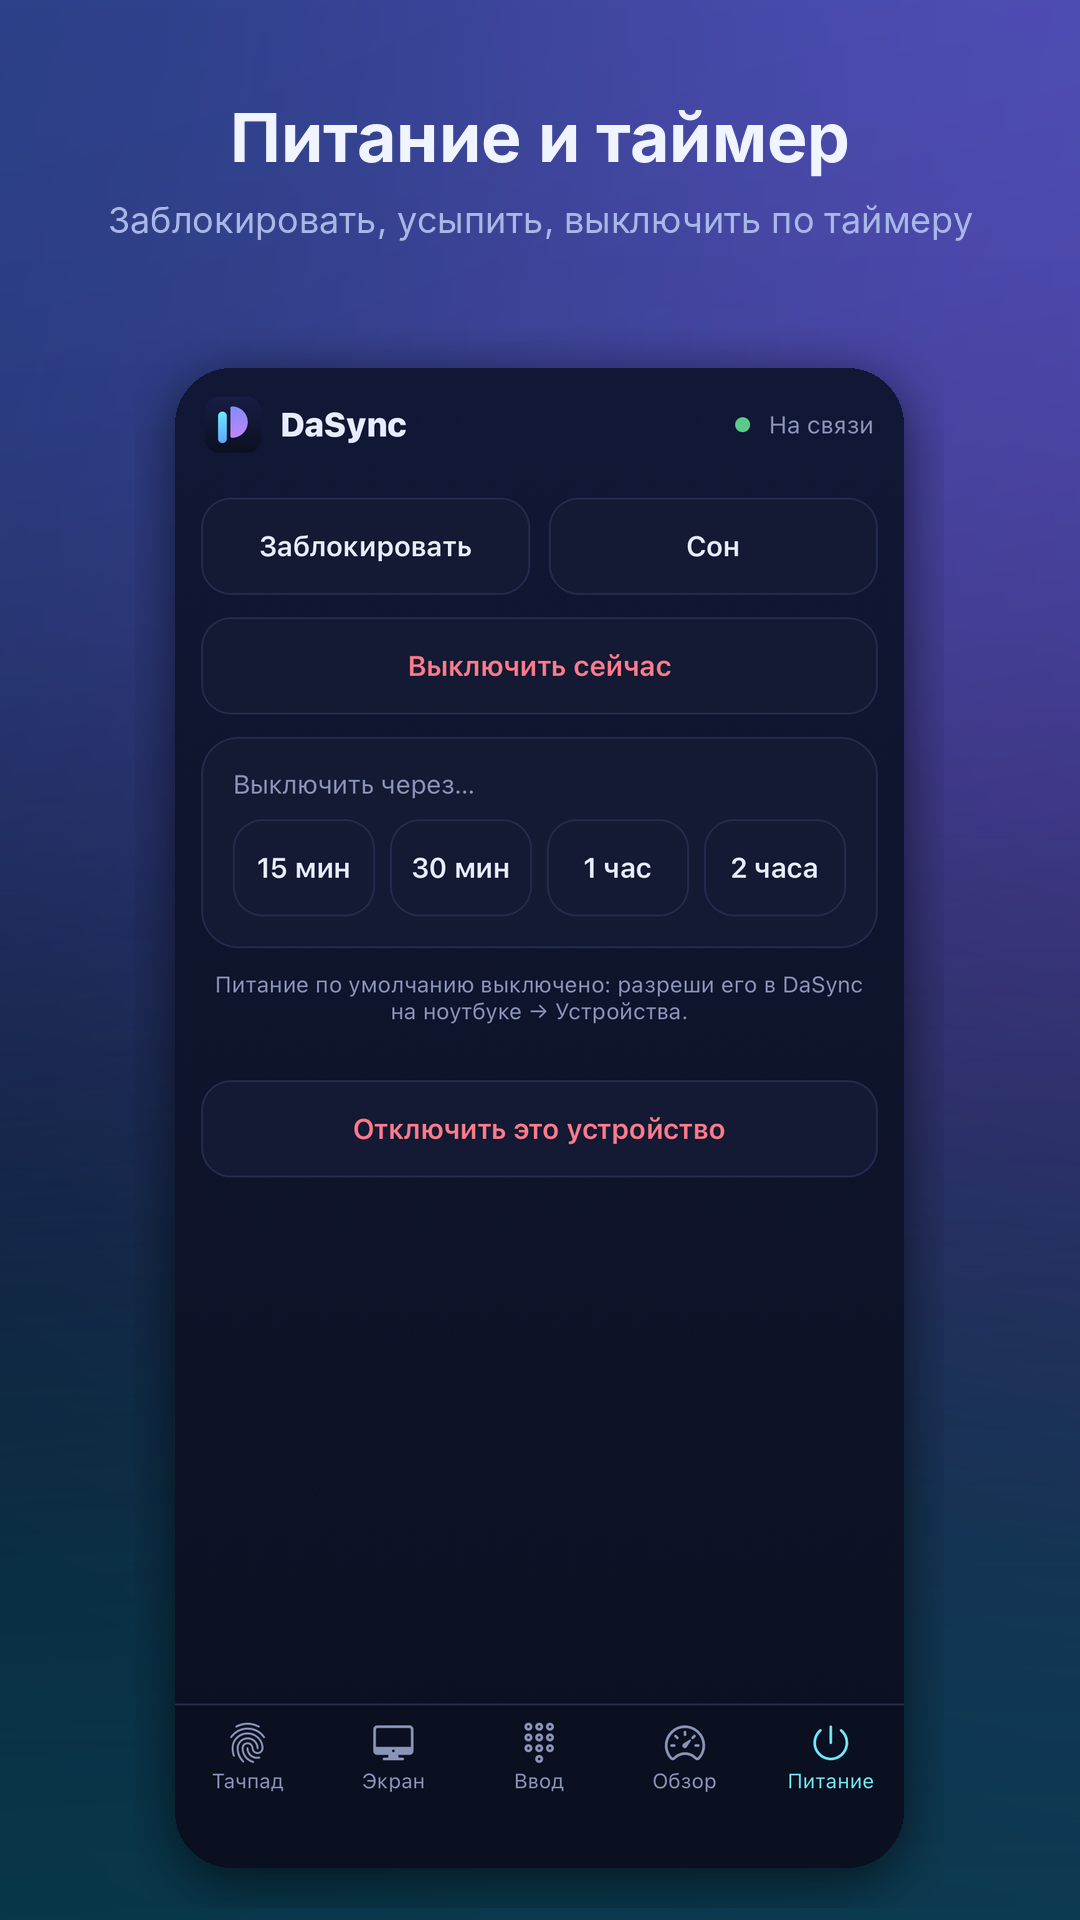 Питание и таймер
Заблокировать, усыпить, выключить по таймеру
DaSync
На связи
Заблокировать
Сон
Выключить сейчас
Выключить через...
15 мин
30 мин
1 час
2 часа
Питание по умолчанию выключено: разреши его в DaSync
на ноутбуке → Устройства.
Отключить это устройство
Тачпад
Экран
Ввод
Обзор
Питание